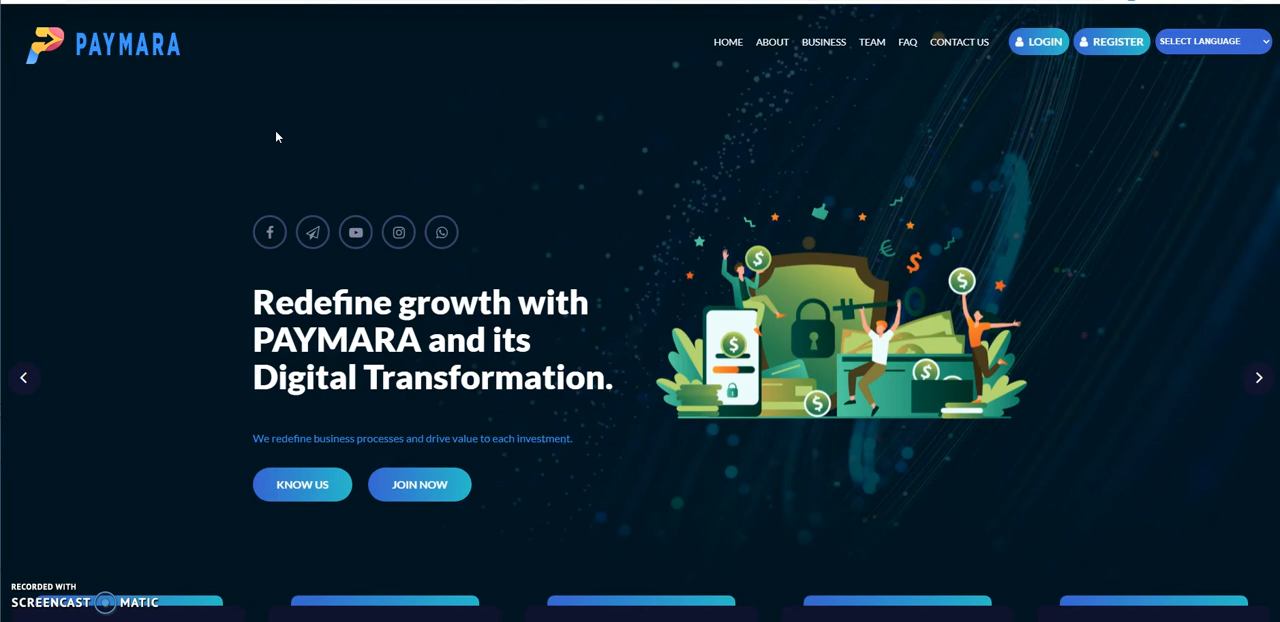 PAYMARA
HOME ABOUT BUSINESS TEAM FAQ CONTACT US LOGIN REGISTER SELECT LANGUAGE
Redefine growth with
PAYMARA and its
Digital Transformation.
We redefine business processes and drive value to each investment.
KNOW US JOIN NOW
RECORDED WITH
SCREENCAST MATIC